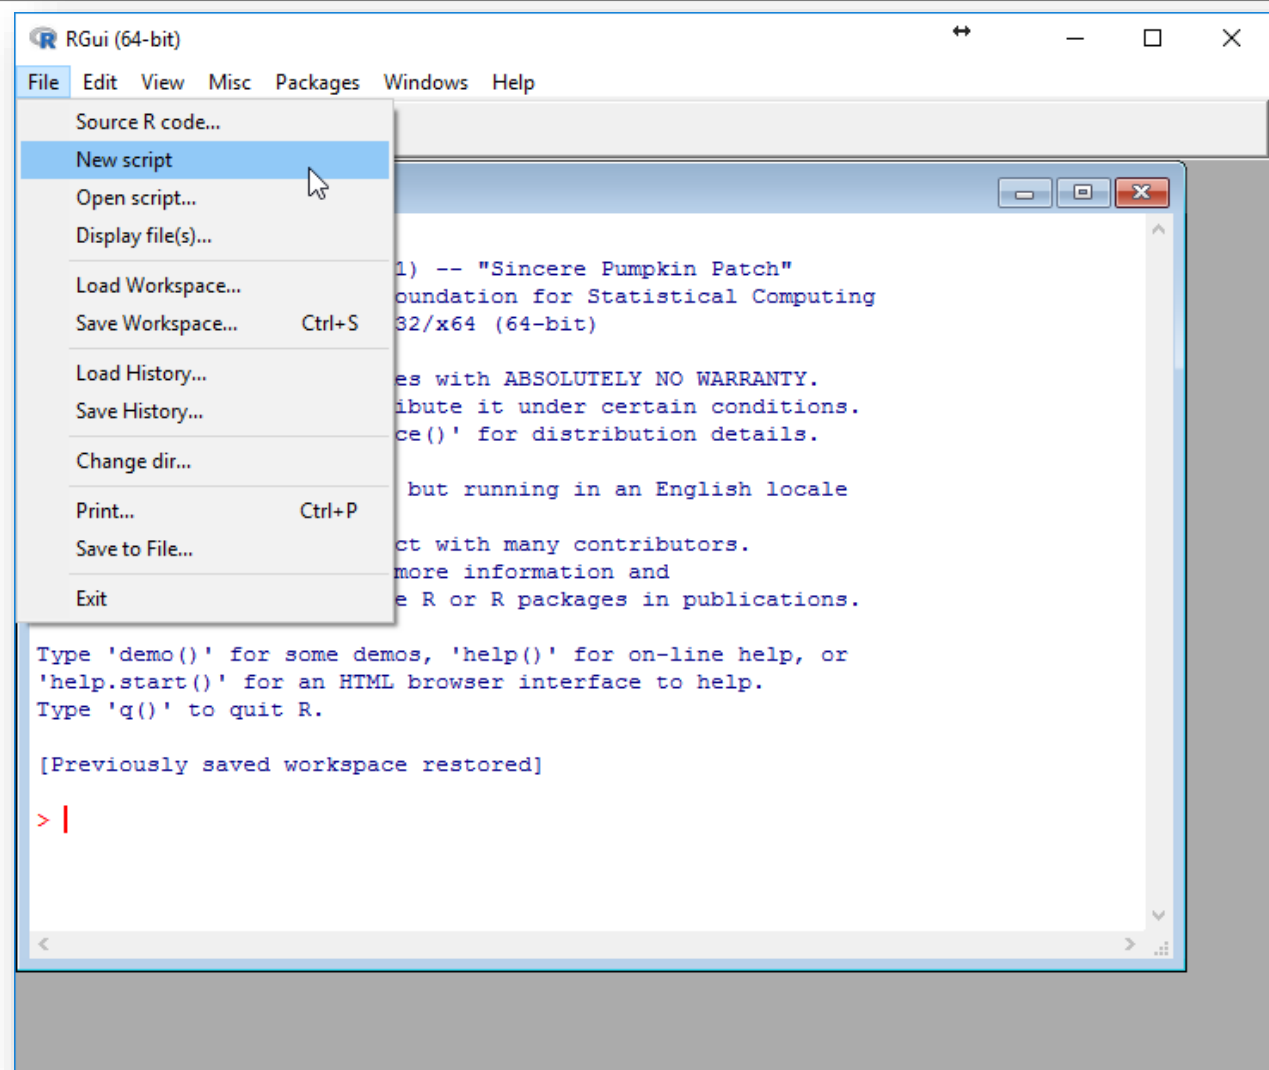 RGui (64-bit)
File Edit View Misc Packages Windows Help
Source R code...
New script
Open script...
Display file(s)...
Load Workspace...
Save Workspace... Ctrl+S
Load History...
Save History...
Change dir...
Print... Ctrl+P
Save to File...
Exit
1) -- "Sincere Pumpkin Patch"
oundation for Statistical Computing
32/x64 (64-bit)
es with ABSOLUTELY NO WARRANTY.
ibute it under certain conditions.
ce()' for distribution details.
but running in an English locale
ct with many contributors.
more information and
e R or R packages in publications.
Type 'demo()' for some demos, 'help()' for on-line help, or
'help.start()' for an HTML browser interface to help.
Type 'q()' to quit R.
[Previously saved workspace restored]
>